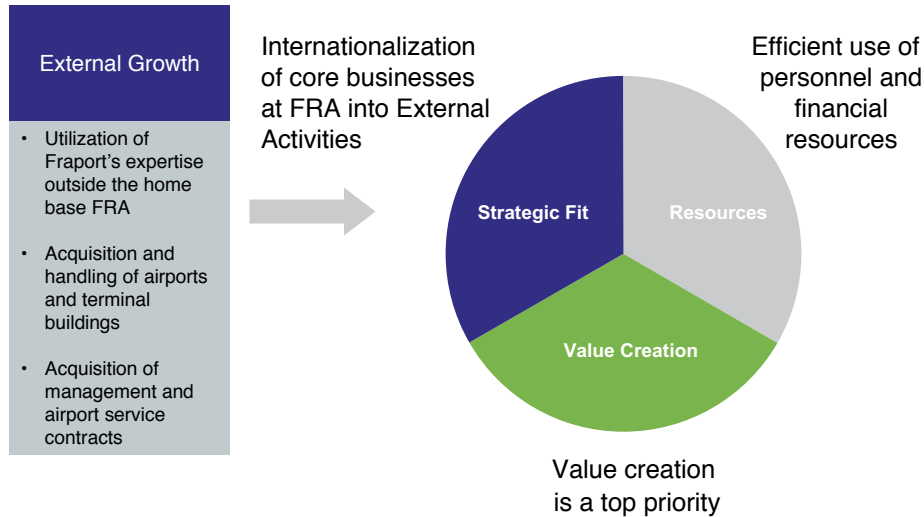 External Growth
• Utilization of
Fraport’s expertise
outside the home
base FRA
• Acquisition and
handling of airports
and terminal
buildings
• Acquisition of
management and
airport service
contracts
Internationalization
of core businesses
at FRA into External
Activities
Efficient use of
personnel and
financial
resources
Strategic Fit
Resources
Value Creation
Value creation
is a top priority